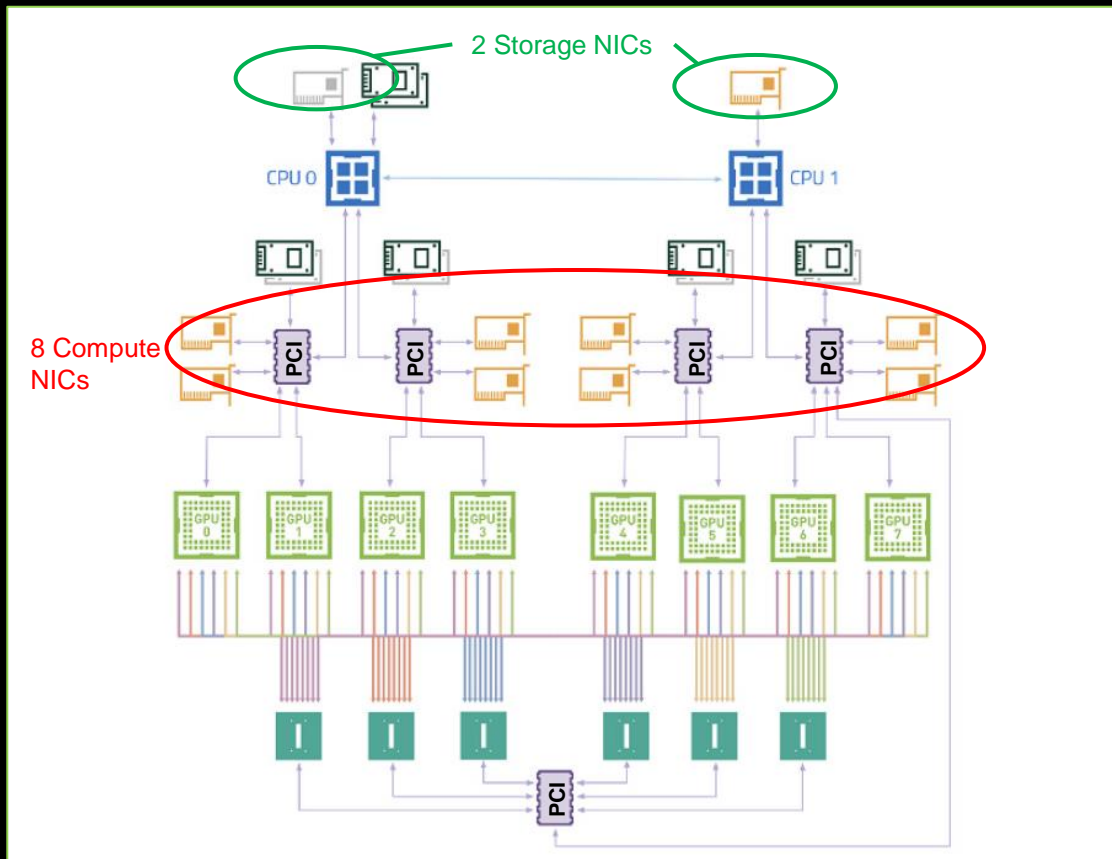 2 Storage NICs
CPU 0
CPU 1
8 Compute
NICs
PCI
PCI
PCI
PCI
GPU
0
GPU
1
GPU
2
GPU
3
GPU
4
GPU
5
GPU
6
GPU
7
PCI